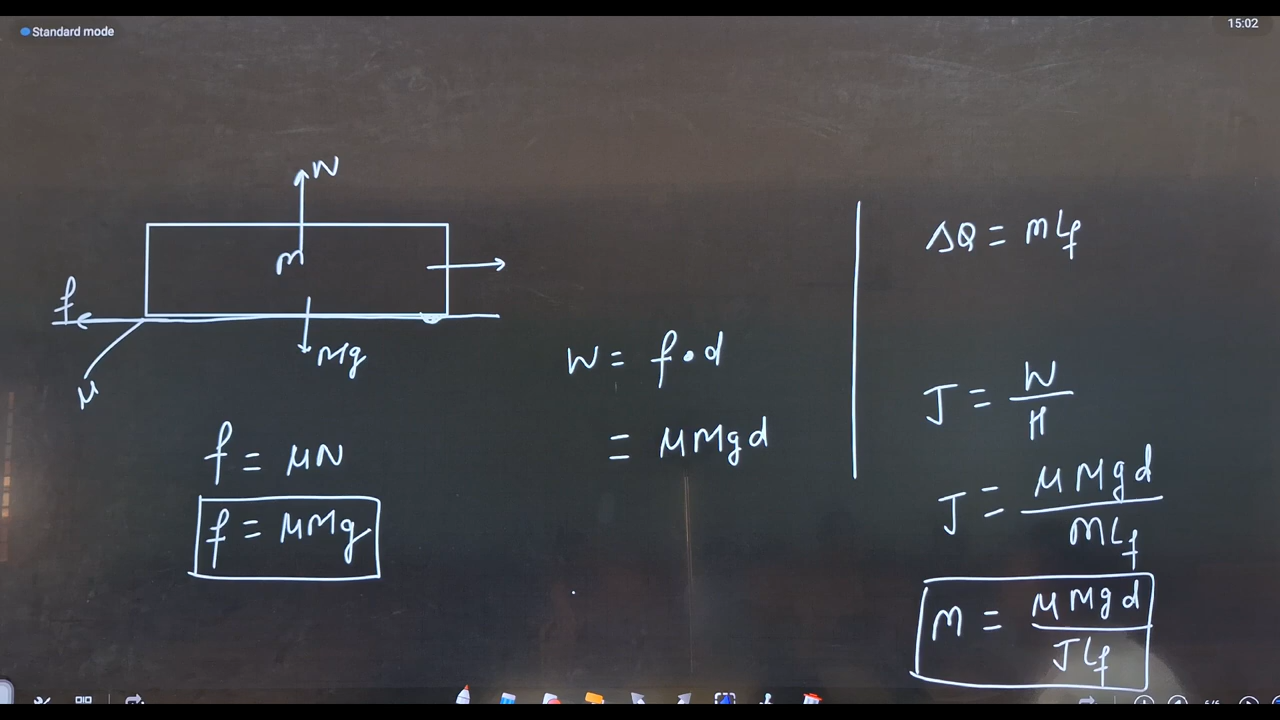 Standard mode
15:02
N
m
f
Mg
μ
f = μN
f = μMg
W = f·d
= μMgd
ΔQ = mLf
J = W/H
J = μMgd/mLf
m = μMgd/JLf